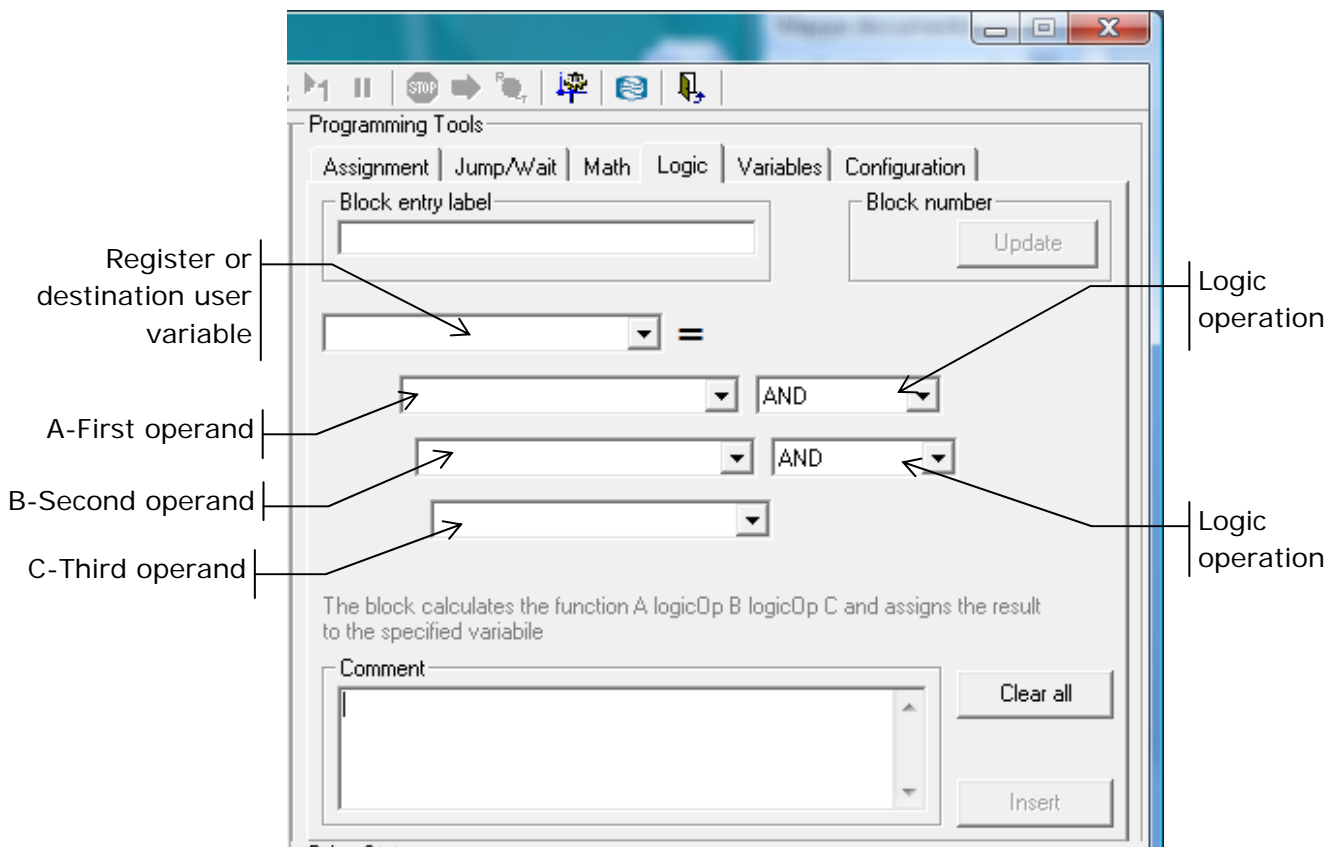 STOP
R
T
Programming Tools
Assignment Jump/Wait Math Logic Variables Configuration
Block entry label
Block number
Update
Register or
destination user
variable
Logic
operation
=
A-First operand
AND
B-Second operand
AND
C-Third operand
Logic
operation
The block calculates the function A logicOp B logicOp C and assigns the result
to the specified variabile
Comment
Clear all
Insert